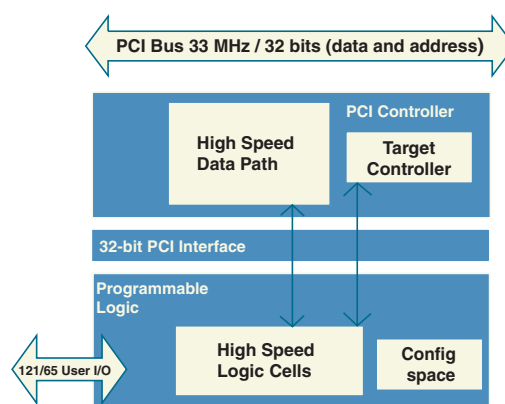 PCI Bus 33 MHz / 32 bits (data and address)
PCI Controller
High Speed
Data Path
Target
Controller
32-bit PCI Interface
Programmable
Logic
High Speed
Logic Cells
Config
space
121/65 User I/O